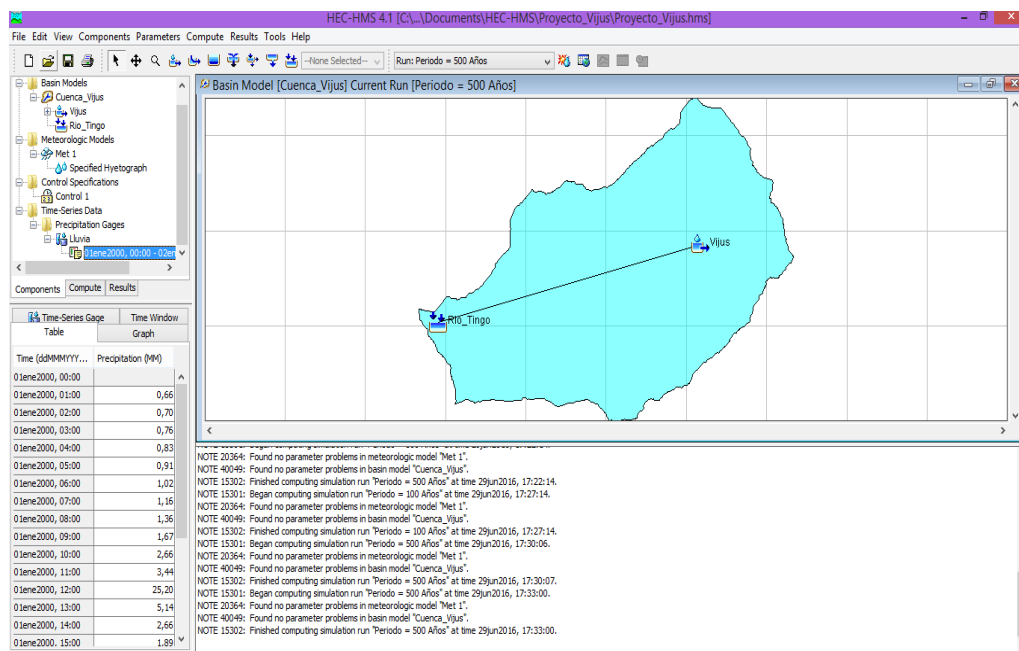 HEC-HMS 4.1 [C:\...\Documents\HEC-HMS\Proyecto_Vijus\Proyecto_Vijus.hms]
File Edit View Components Parameters Compute Results Tools Help
--None Selected--
Run: Periodo = 500 Años
Basin Models
Cuenca_Vijus
Vijus
Rio_Tingo
Meteorologic Models
Met 1
Specified Hyetograph
Control Specifications
Control 1
Time-Series Data
Precipitation Gages
Lluvia
01ene2000, 00:00 - 02en
Components Compute Results
Time-Series Gage Time Window
Table Graph
Time (ddMMMYYY... Precipitation (MM)
01ene2000, 00:00
01ene2000, 01:00 0,66
01ene2000, 02:00 0,70
01ene2000, 03:00 0,76
01ene2000, 04:00 0,83
01ene2000, 05:00 0,91
01ene2000, 06:00 1,02
01ene2000, 07:00 1,16
01ene2000, 08:00 1,36
01ene2000, 09:00 1,67
01ene2000, 10:00 2,66
01ene2000, 11:00 3,44
01ene2000, 12:00 25,20
01ene2000, 13:00 5,14
01ene2000, 14:00 2,66
01ene2000, 15:00 1,89
Basin Model [Cuenca_Vijus] Current Run [Periodo = 500 Años]
Vijus
Rio_Tingo
NOTE 20364: Found no parameter problems in meteorologic model "Met 1".
NOTE 40049: Found no parameter problems in basin model "Cuenca_Vijus".
NOTE 15302: Finished computing simulation run "Periodo = 500 Años" at time 29jun2016, 17:22:14.
NOTE 15301: Began computing simulation run "Periodo = 100 Años" at time 29jun2016, 17:27:14.
NOTE 20364: Found no parameter problems in meteorologic model "Met 1".
NOTE 40049: Found no parameter problems in basin model "Cuenca_Vijus".
NOTE 15302: Finished computing simulation run "Periodo = 100 Años" at time 29jun2016, 17:27:14.
NOTE 15301: Began computing simulation run "Periodo = 500 Años" at time 29jun2016, 17:30:06.
NOTE 20364: Found no parameter problems in meteorologic model "Met 1".
NOTE 40049: Found no parameter problems in basin model "Cuenca_Vijus".
NOTE 15302: Finished computing simulation run "Periodo = 500 Años" at time 29jun2016, 17:30:07.
NOTE 15301: Began computing simulation run "Periodo = 500 Años" at time 29jun2016, 17:33:00.
NOTE 20364: Found no parameter problems in meteorologic model "Met 1".
NOTE 40049: Found no parameter problems in basin model "Cuenca_Vijus".
NOTE 15302: Finished computing simulation run "Periodo = 500 Años" at time 29jun2016, 17:33:00.